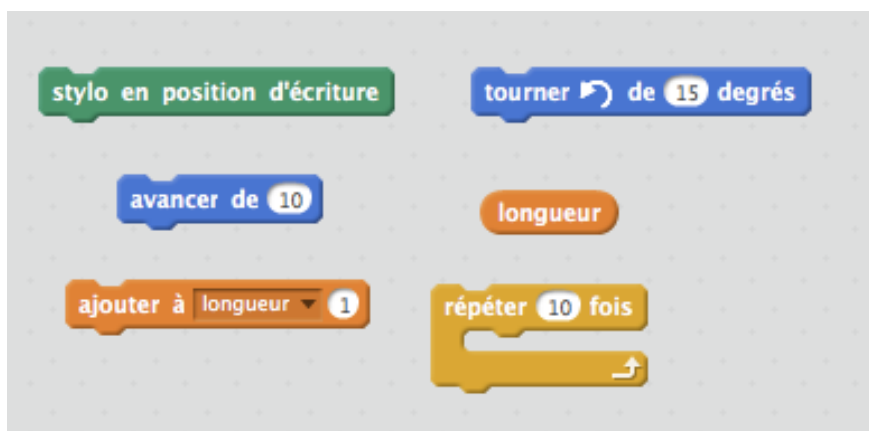 stylo en position d'écriture
tourner de 15 degrés
avancer de 10
longueur
ajouter à longueur 1
répéter 10 fois